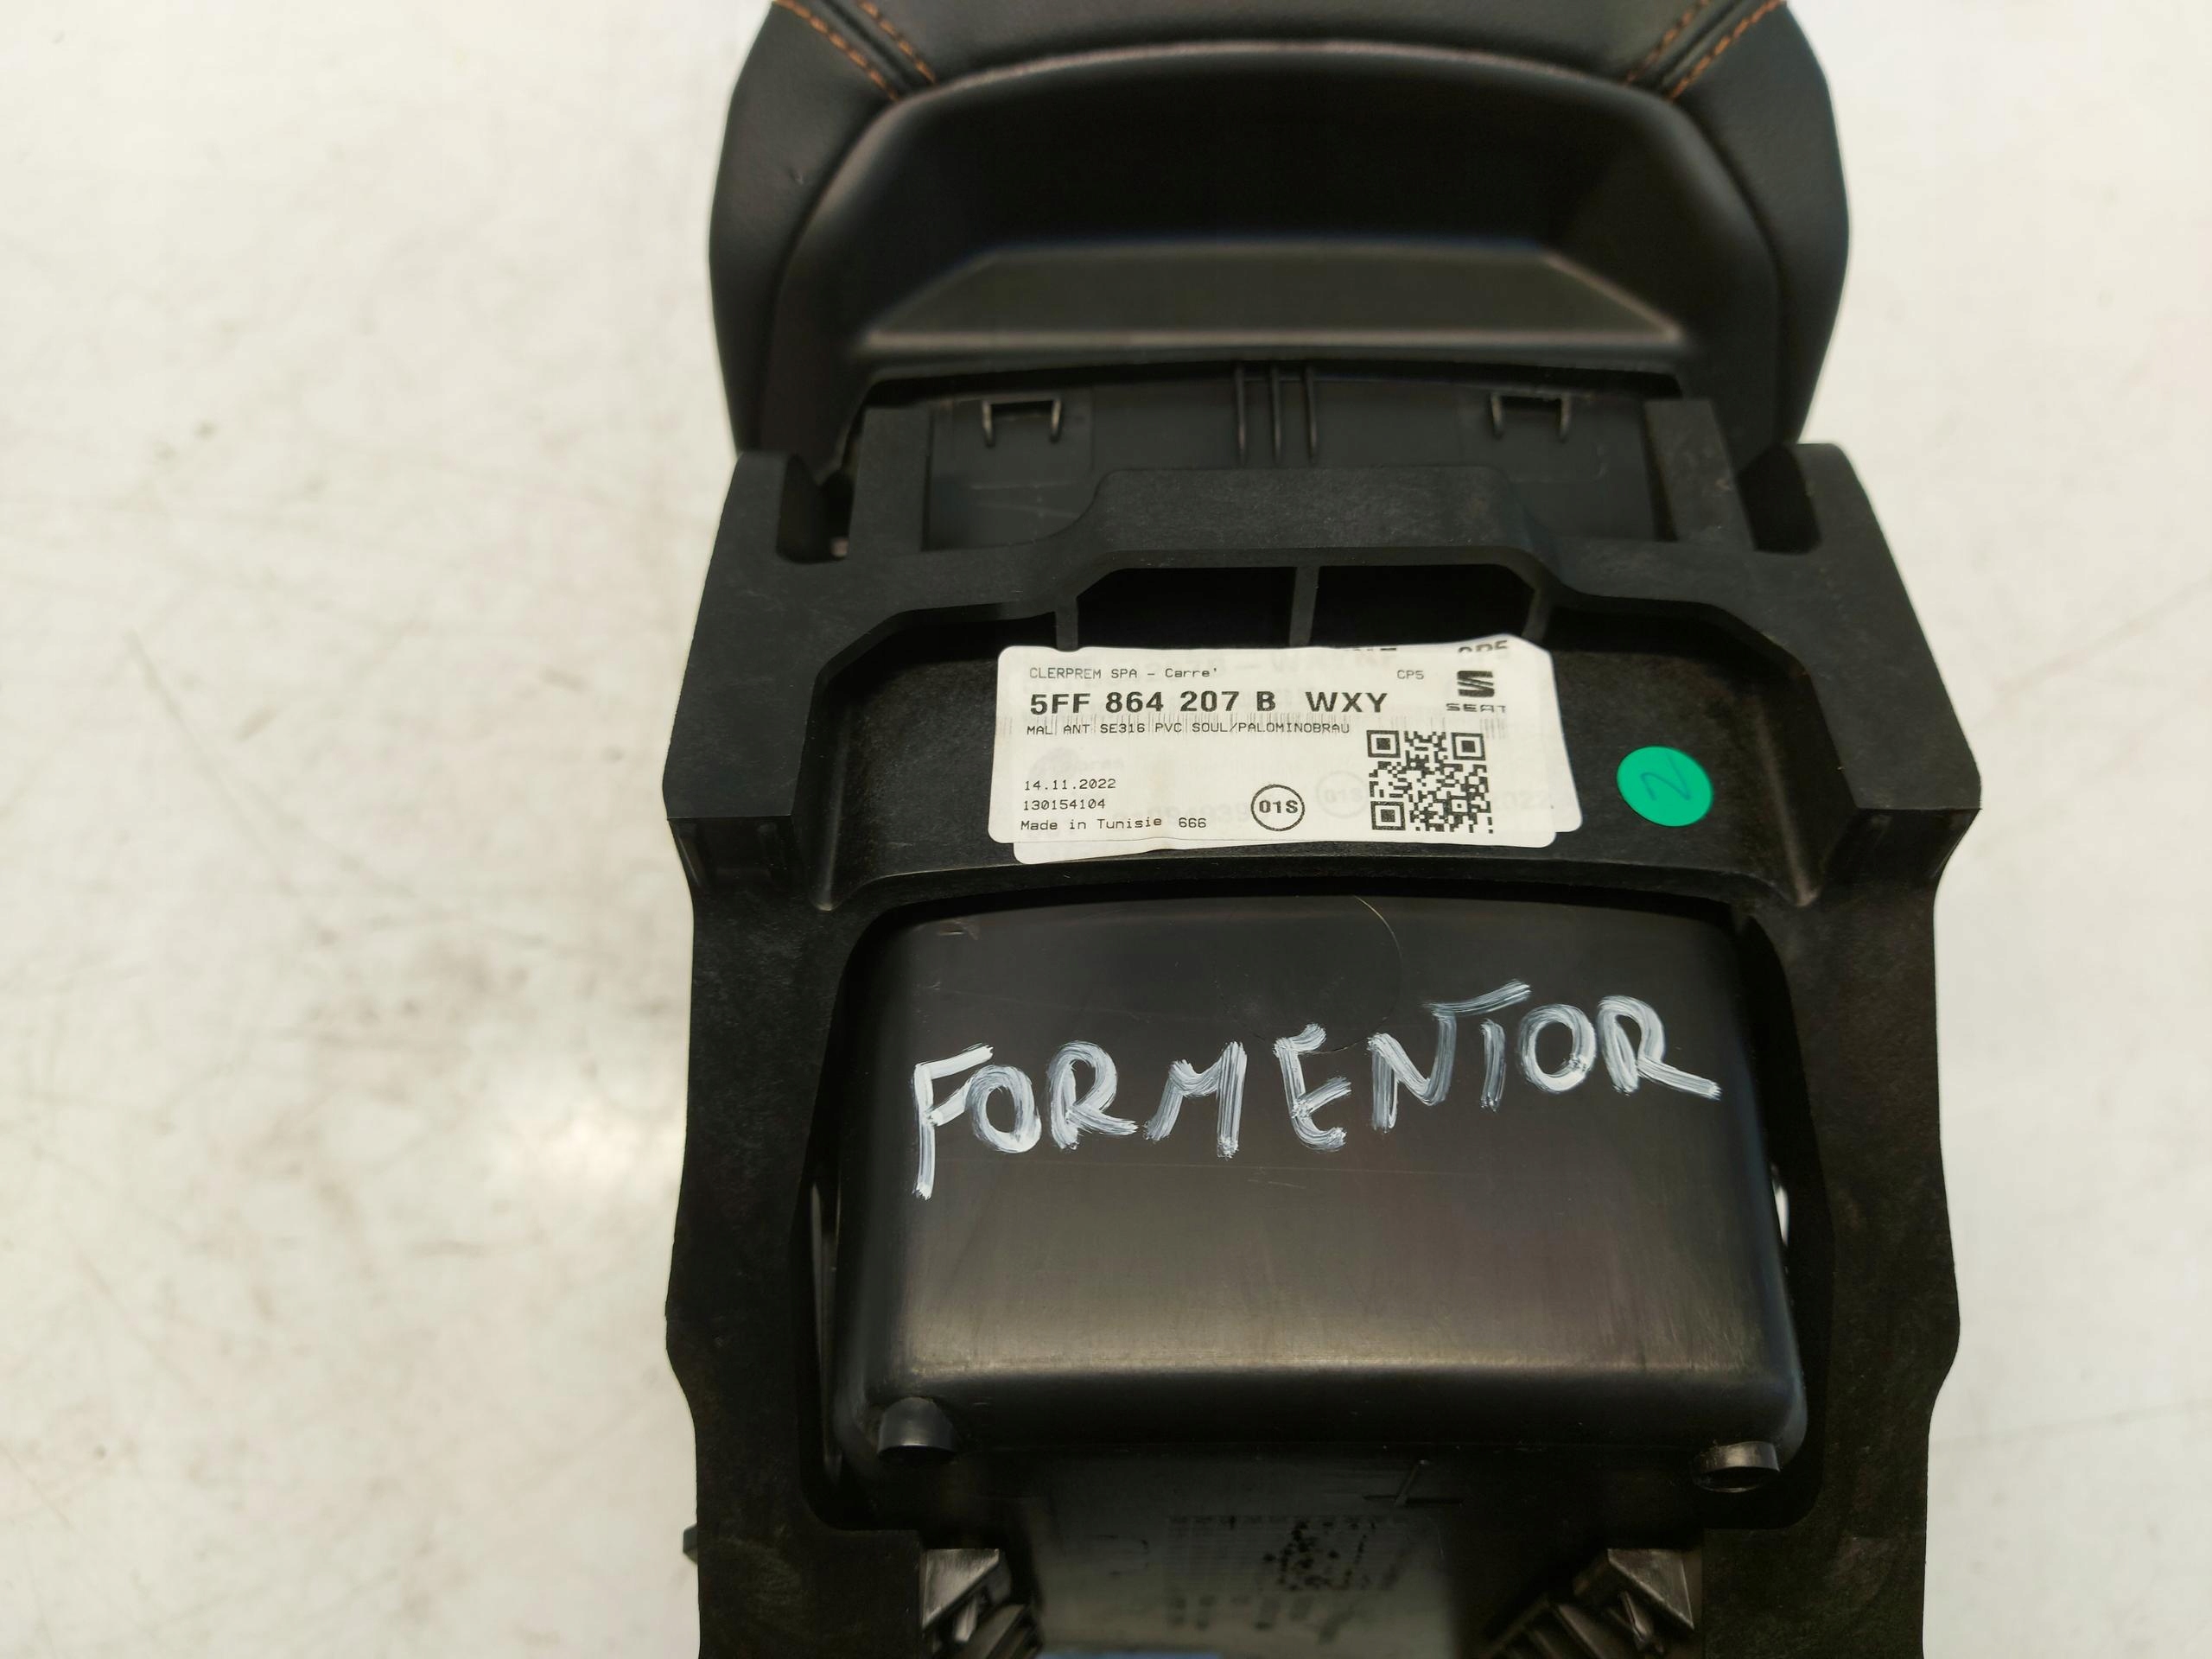 CLERPREM SPA - Carre'
CP5
5FF 864 207 B WXY
SEAT
MAL ANT SE316 PVC SOUL/PALOMINOBRAU
14.11.2022
130154104
01S
Made in Tunisie 666
2
FORMENTOR